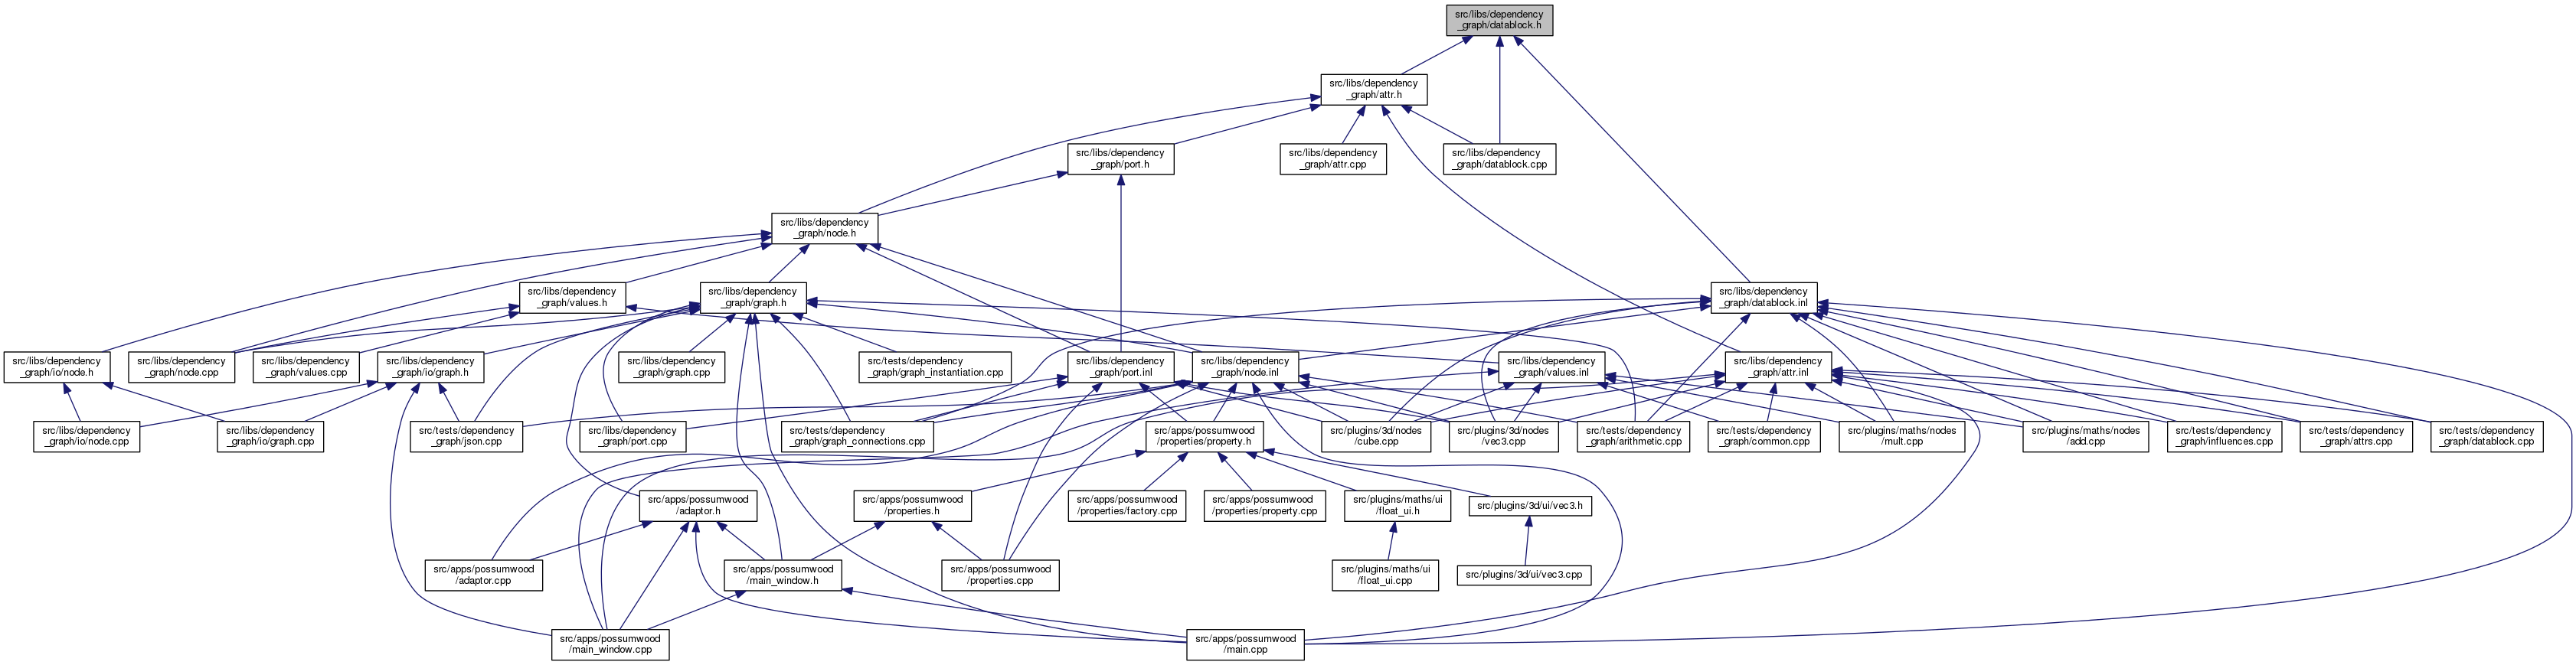 src/libs/dependency
_graph/datablock.h
src/libs/dependency
_graph/attr.h
src/libs/dependency
_graph/port.h
src/libs/dependency
_graph/attr.cpp
src/libs/dependency
_graph/datablock.cpp
src/libs/dependency
_graph/node.h
src/libs/dependency
_graph/values.h
src/libs/dependency
_graph/graph.h
src/libs/dependency
_graph/datablock.inl
src/libs/dependency
_graph/io/node.h
src/libs/dependency
_graph/node.cpp
src/libs/dependency
_graph/values.cpp
src/libs/dependency
_graph/io/graph.h
src/libs/dependency
_graph/graph.cpp
src/tests/dependency
_graph/graph_instantiation.cpp
src/libs/dependency
_graph/port.inl
src/libs/dependency
_graph/node.inl
src/libs/dependency
_graph/values.inl
src/libs/dependency
_graph/attr.inl
src/libs/dependency
_graph/io/node.cpp
src/libs/dependency
_graph/io/graph.cpp
src/tests/dependency
_graph/json.cpp
src/libs/dependency
_graph/port.cpp
src/tests/dependency
_graph/graph_connections.cpp
src/apps/possumwood
/properties/property.h
src/plugins/3d/nodes
/cube.cpp
src/plugins/3d/nodes
/vec3.cpp
src/tests/dependency
_graph/arithmetic.cpp
src/tests/dependency
_graph/common.cpp
src/plugins/maths/nodes
/mult.cpp
src/plugins/maths/nodes
/add.cpp
src/tests/dependency
_graph/influences.cpp
src/tests/dependency
_graph/attrs.cpp
src/tests/dependency
_graph/datablock.cpp
src/apps/possumwood
/adaptor.h
src/apps/possumwood
/properties.h
src/apps/possumwood
/properties/factory.cpp
src/apps/possumwood
/properties/property.cpp
src/plugins/maths/ui
/float_ui.h
src/plugins/3d/ui/vec3.h
src/apps/possumwood
/adaptor.cpp
src/apps/possumwood
/main_window.h
src/apps/possumwood
/properties.cpp
src/plugins/maths/ui
/float_ui.cpp
src/plugins/3d/ui/vec3.cpp
src/apps/possumwood
/main_window.cpp
src/apps/possumwood
/main.cpp